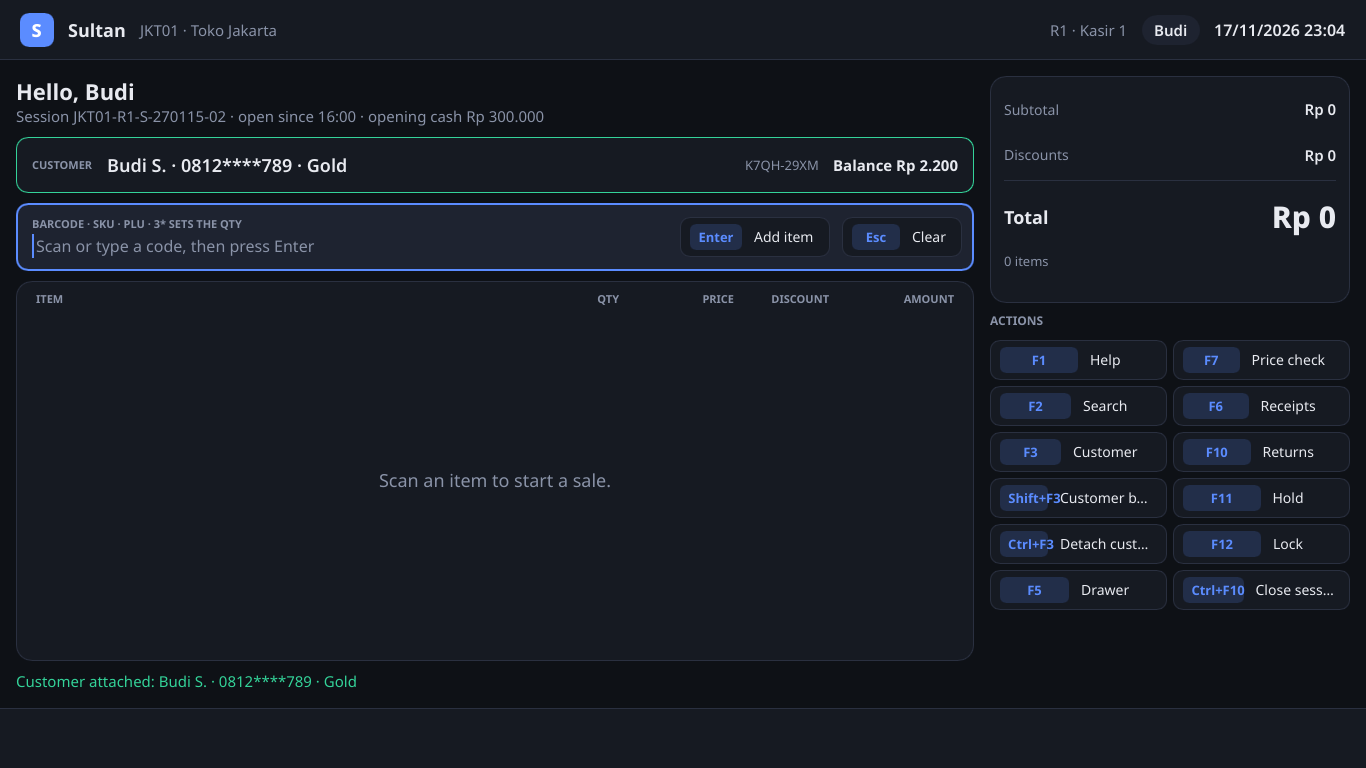 S Sultan JKT01 · Toko Jakarta R1 · Kasir 1 Budi 17/11/2026 23:04
Hello, Budi
Session JKT01-R1-S-270115-02 · open since 16:00 · opening cash Rp 300.000
CUSTOMER Budi S. · 0812****789 · Gold K7QH-29XM Balance Rp 2.200
BARCODE · SKU · PLU · 3* SETS THE QTY
Scan or type a code, then press Enter
Enter Add item Esc Clear
ITEM QTY PRICE DISCOUNT AMOUNT
Scan an item to start a sale.
Customer attached: Budi S. · 0812****789 · Gold
Subtotal Rp 0
Discounts Rp 0
Total Rp 0
0 items
ACTIONS
F1 Help F7 Price check
F2 Search F6 Receipts
F3 Customer F10 Returns
Shift+F3 Customer b... F11 Hold
Ctrl+F3 Detach cust... F12 Lock
F5 Drawer Ctrl+F10 Close sess...